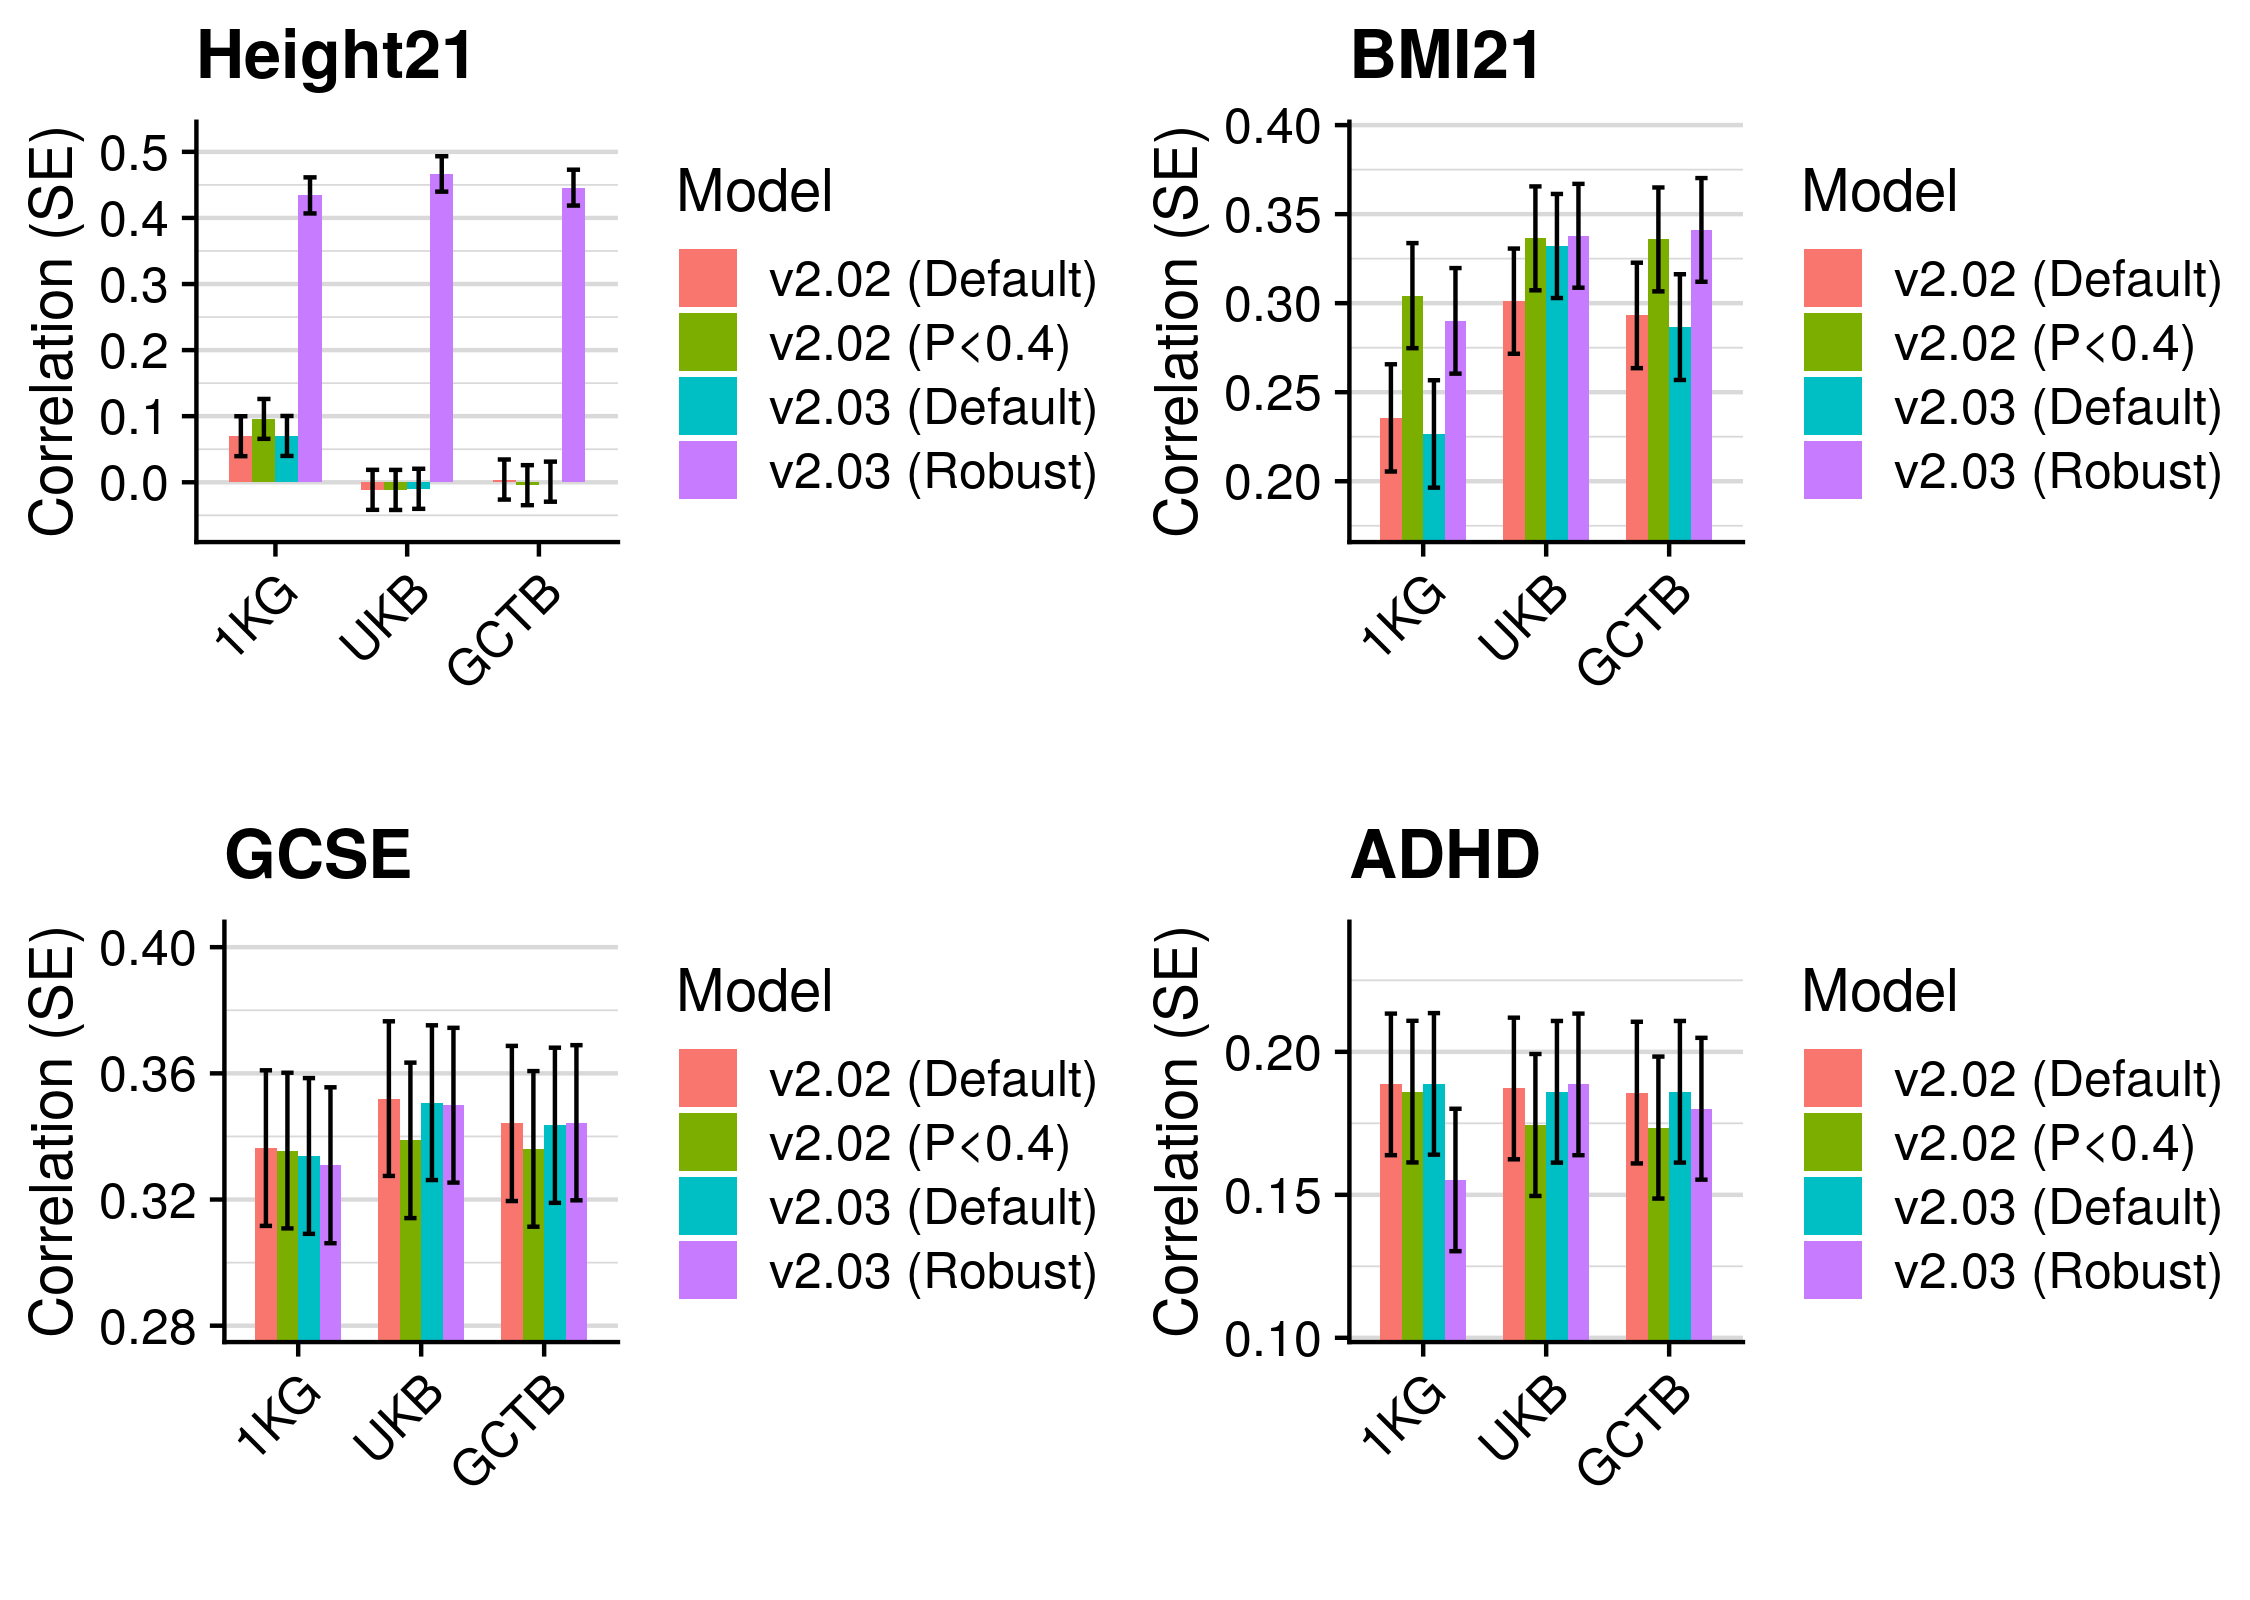 Height21
Correlation (SE)
0.5
0.4
0.3
0.2
0.1
0.0
1KG
UKB
GCTB
Model
v2.02 (Default)
v2.02 (P<0.4)
v2.03 (Default)
v2.03 (Robust)
BMI21
Correlation (SE)
0.40
0.35
0.30
0.25
0.20
1KG
UKB
GCTB
Model
v2.02 (Default)
v2.02 (P<0.4)
v2.03 (Default)
v2.03 (Robust)
GCSE
Correlation (SE)
0.40
0.36
0.32
0.28
1KG
UKB
GCTB
Model
v2.02 (Default)
v2.02 (P<0.4)
v2.03 (Default)
v2.03 (Robust)
ADHD
Correlation (SE)
0.20
0.15
0.10
1KG
UKB
GCTB
Model
v2.02 (Default)
v2.02 (P<0.4)
v2.03 (Default)
v2.03 (Robust)